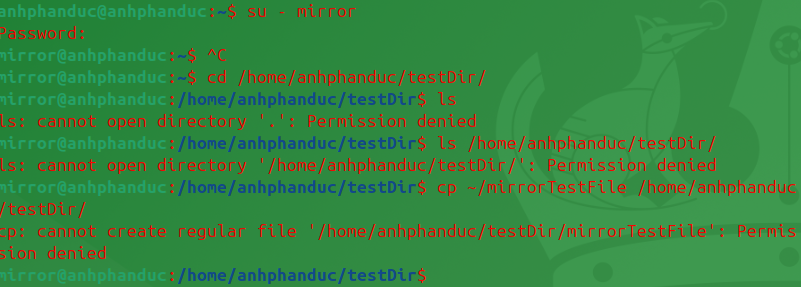 anhphanduc@anhphanduc:~$ su - mirror
Password:
mirror@anhphanduc:~$ ^C
mirror@anhphanduc:~$ cd /home/anhphanduc/testDir/
mirror@anhphanduc:/home/anhphanduc/testDir$ ls
ls: cannot open directory '.': Permission denied
mirror@anhphanduc:/home/anhphanduc/testDir$ ls /home/anhphanduc/testDir/
ls: cannot open directory '/home/anhphanduc/testDir/': Permission denied
mirror@anhphanduc:/home/anhphanduc/testDir$ cp ~/mirrorTestFile /home/anhphanduc
/testDir/
cp: cannot create regular file '/home/anhphanduc/testDir/mirrorTestFile': Permis
sion denied
mirror@anhphanduc:/home/anhphanduc/testDir$